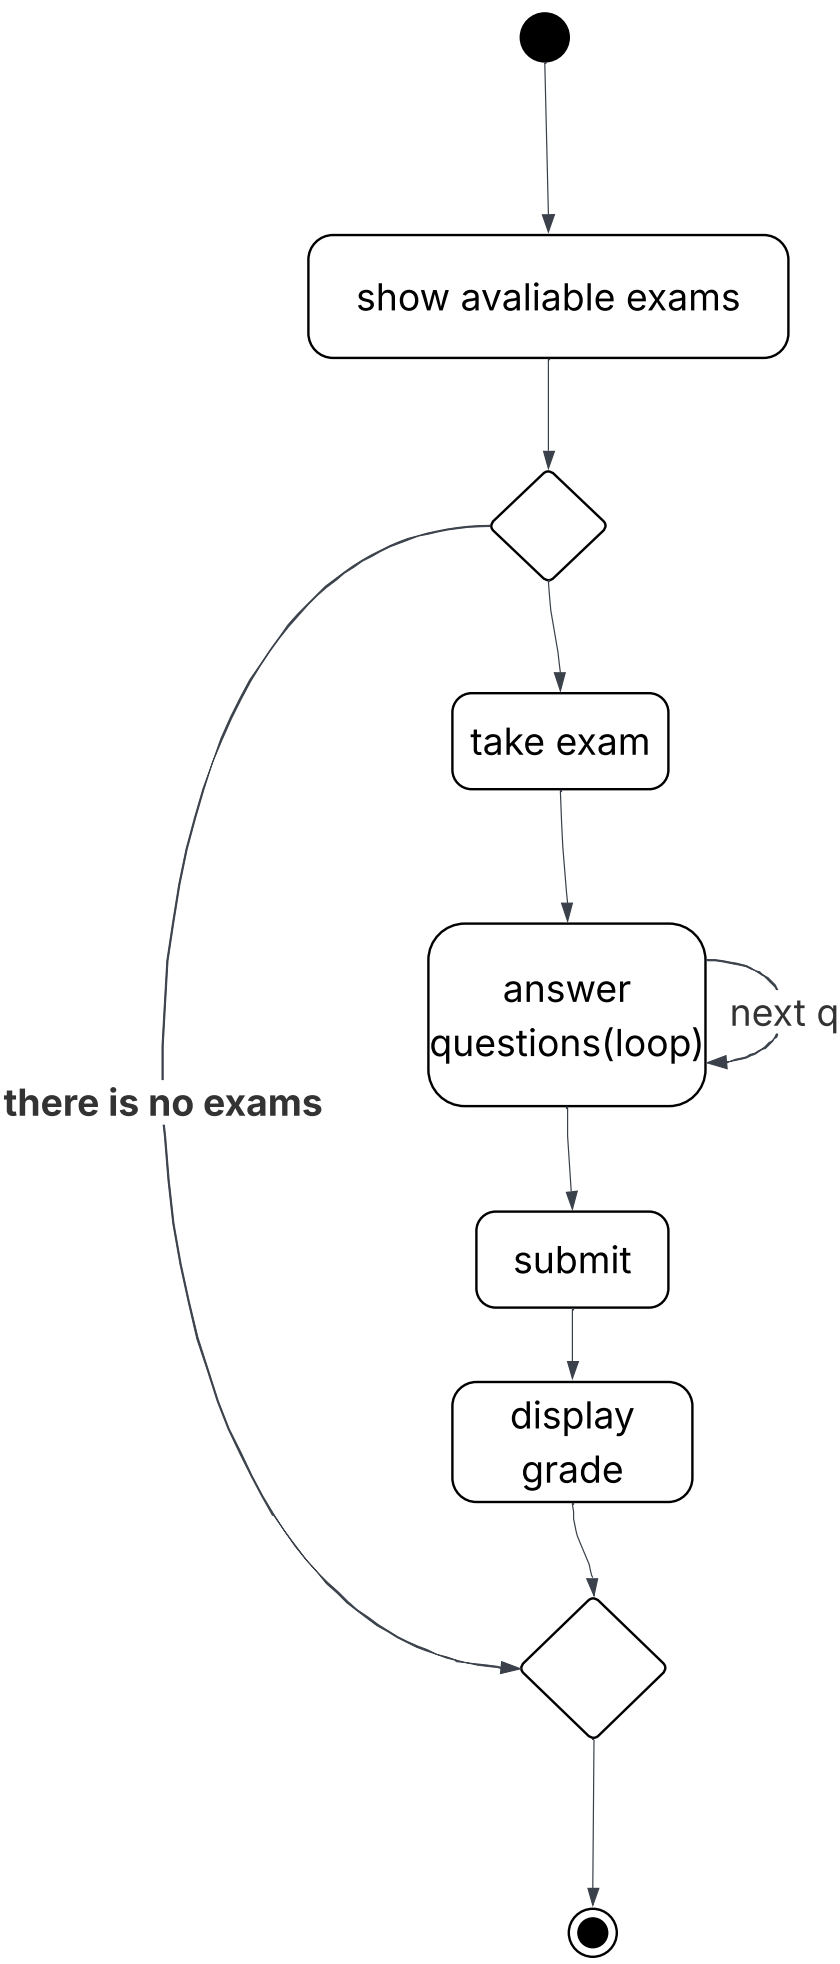 show avaliable exams
take exam
answer
questions(loop)
next q
there is no exams
submit
display
grade